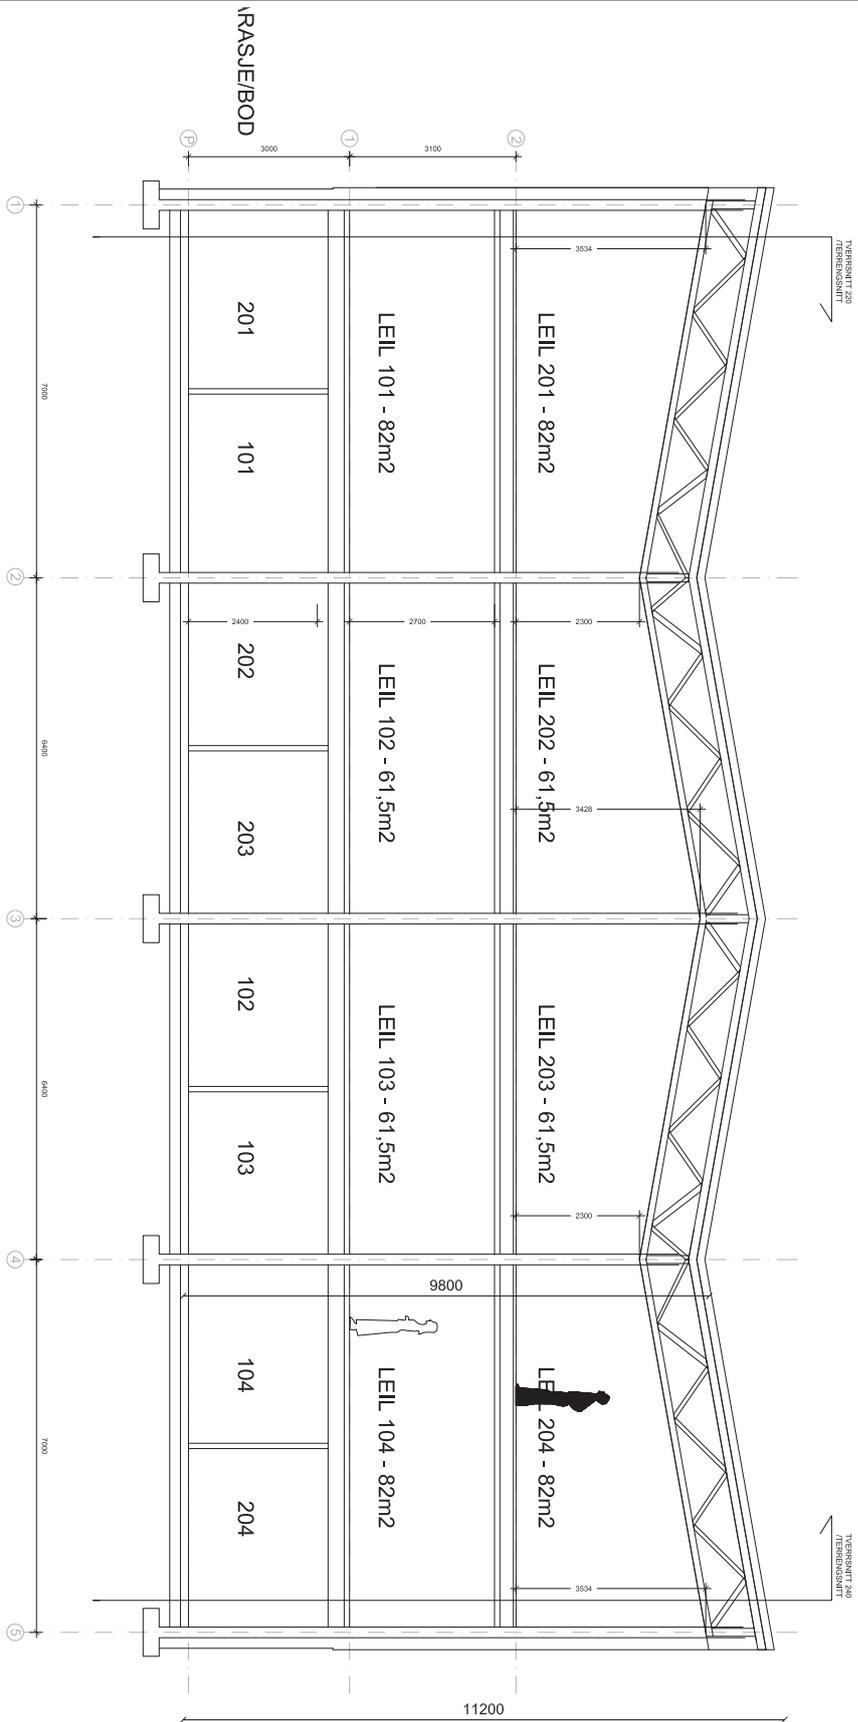 \RASJE/BOD
P
1
2
3000
3100
1
2
3
4
5
7000
6400
6400
7000
TVERRSNITT 220
/TERRENGSNITT
3534
201
LEIL 101 - 82m2
LEIL 201 - 82m2
101
2400
2700
2300
202
LEIL 102 - 61,5m2
LEIL 202 - 61,5m2
3428
203
102
LEIL 103 - 61,5m2
LEIL 203 - 61,5m2
103
2300
9800
104
LEIL 104 - 82m2
LEIL 204 - 82m2
204
3534
TVERRSNITT 240
/TERRENGSNITT
11200